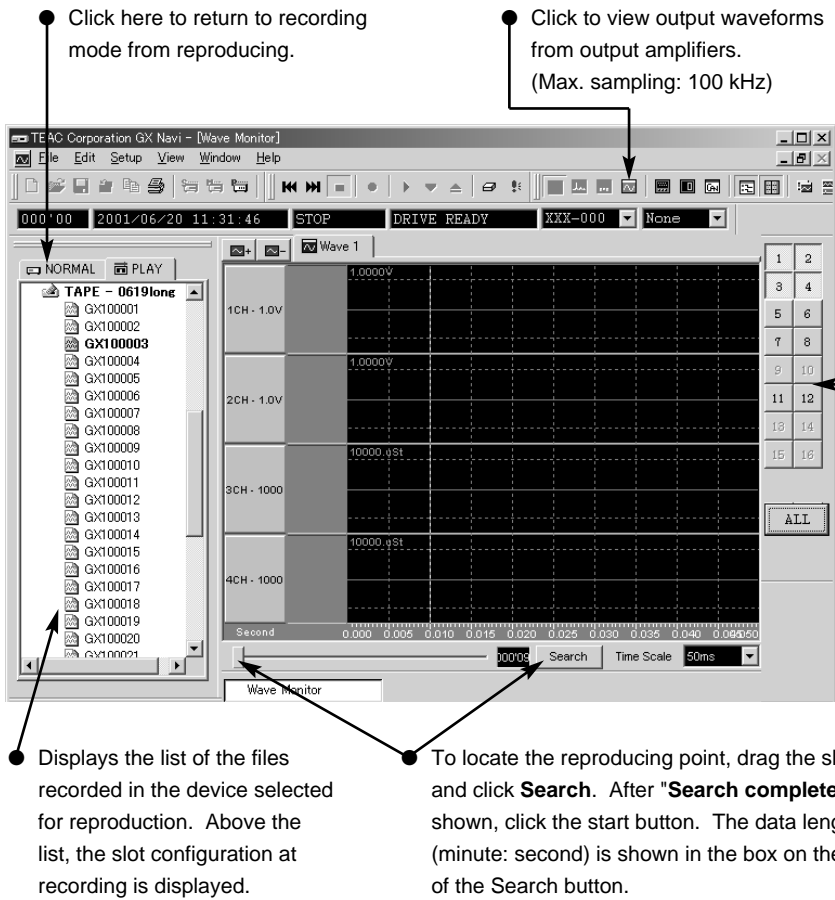 Click here to return to recording
mode from reproducing.
Click to view output waveforms
from output amplifiers.
(Max. sampling: 100 kHz)
TEAC Corporation GX Navi - [Wave Monitor]
File Edit Setup View Window Help
000'00 2001/06/20 11:31:46 STOP DRIVE READY XXX-000 None
NORMAL PLAY
Wave 1
TAPE - 0619long
GX100001
GX100002
GX100003
GX100004
GX100005
GX100006
GX100007
GX100008
GX100009
GX100010
GX100011
GX100012
GX100013
GX100014
GX100015
GX100016
GX100017
GX100018
GX100019
GX100020
GX100021
1CH - 1.0V
1.0000V
2CH - 1.0V
1.0000V
3CH - 1000
10000.uSt
4CH - 1000
10000.uSt
Second 0.000 0.005 0.010 0.015 0.020 0.025 0.030 0.035 0.040
000'09 Search Time Scale 50ms
Wave Monitor
1 2
3 4
5 6
7 8
9 10
11 12
13 14
15 16
ALL
Displays the list of the files
recorded in the device selected
for reproduction. Above the
list, the slot configuration at
recording is displayed.
To locate the reproducing point, drag the
and click Search. After "Search complete
shown, click the start button. The data
(minute: second) is shown in the box on the
of the Search button.